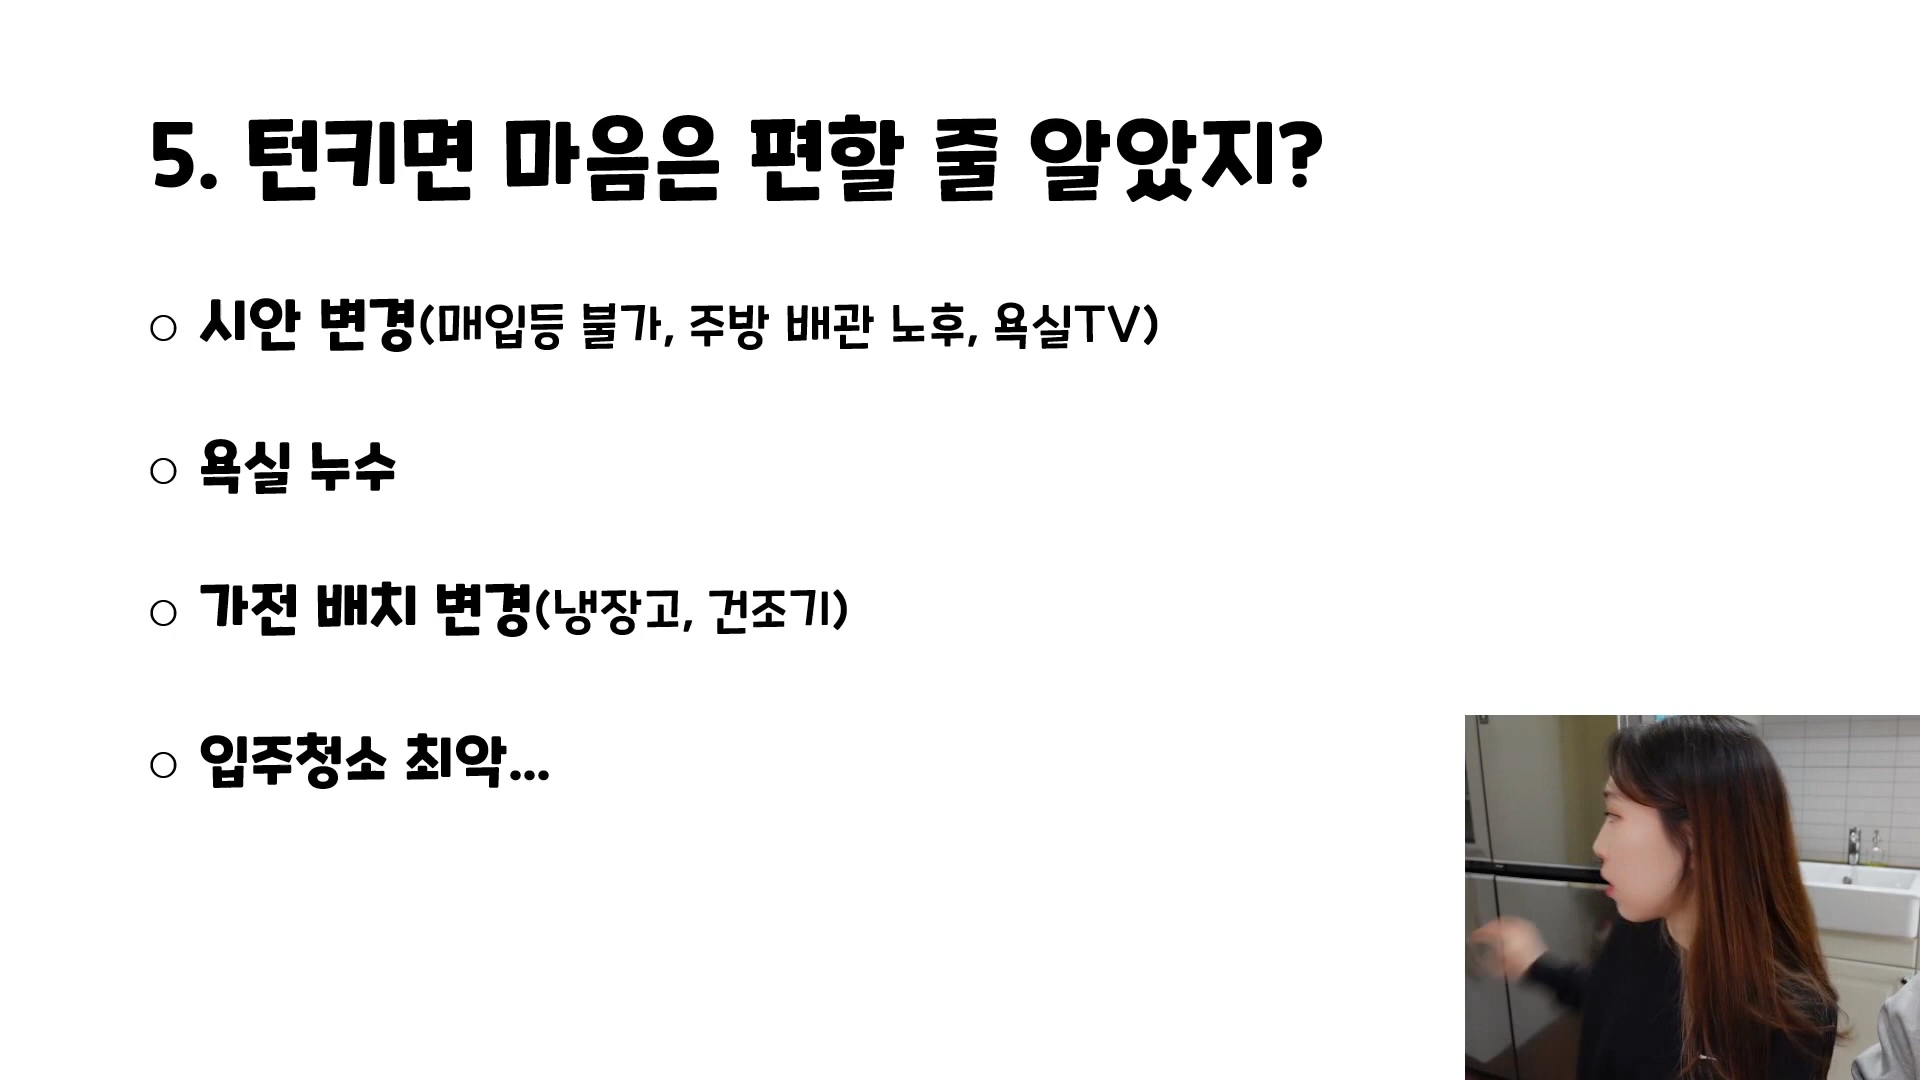 5. 턴키면 마음은 편할 줄 알았지?
시안 변경(매입등 불가, 주방 배관 노후, 욕실TV)
욕실 누수
가전 배치 변경(냉장고, 건조기)
입주청소 최악...